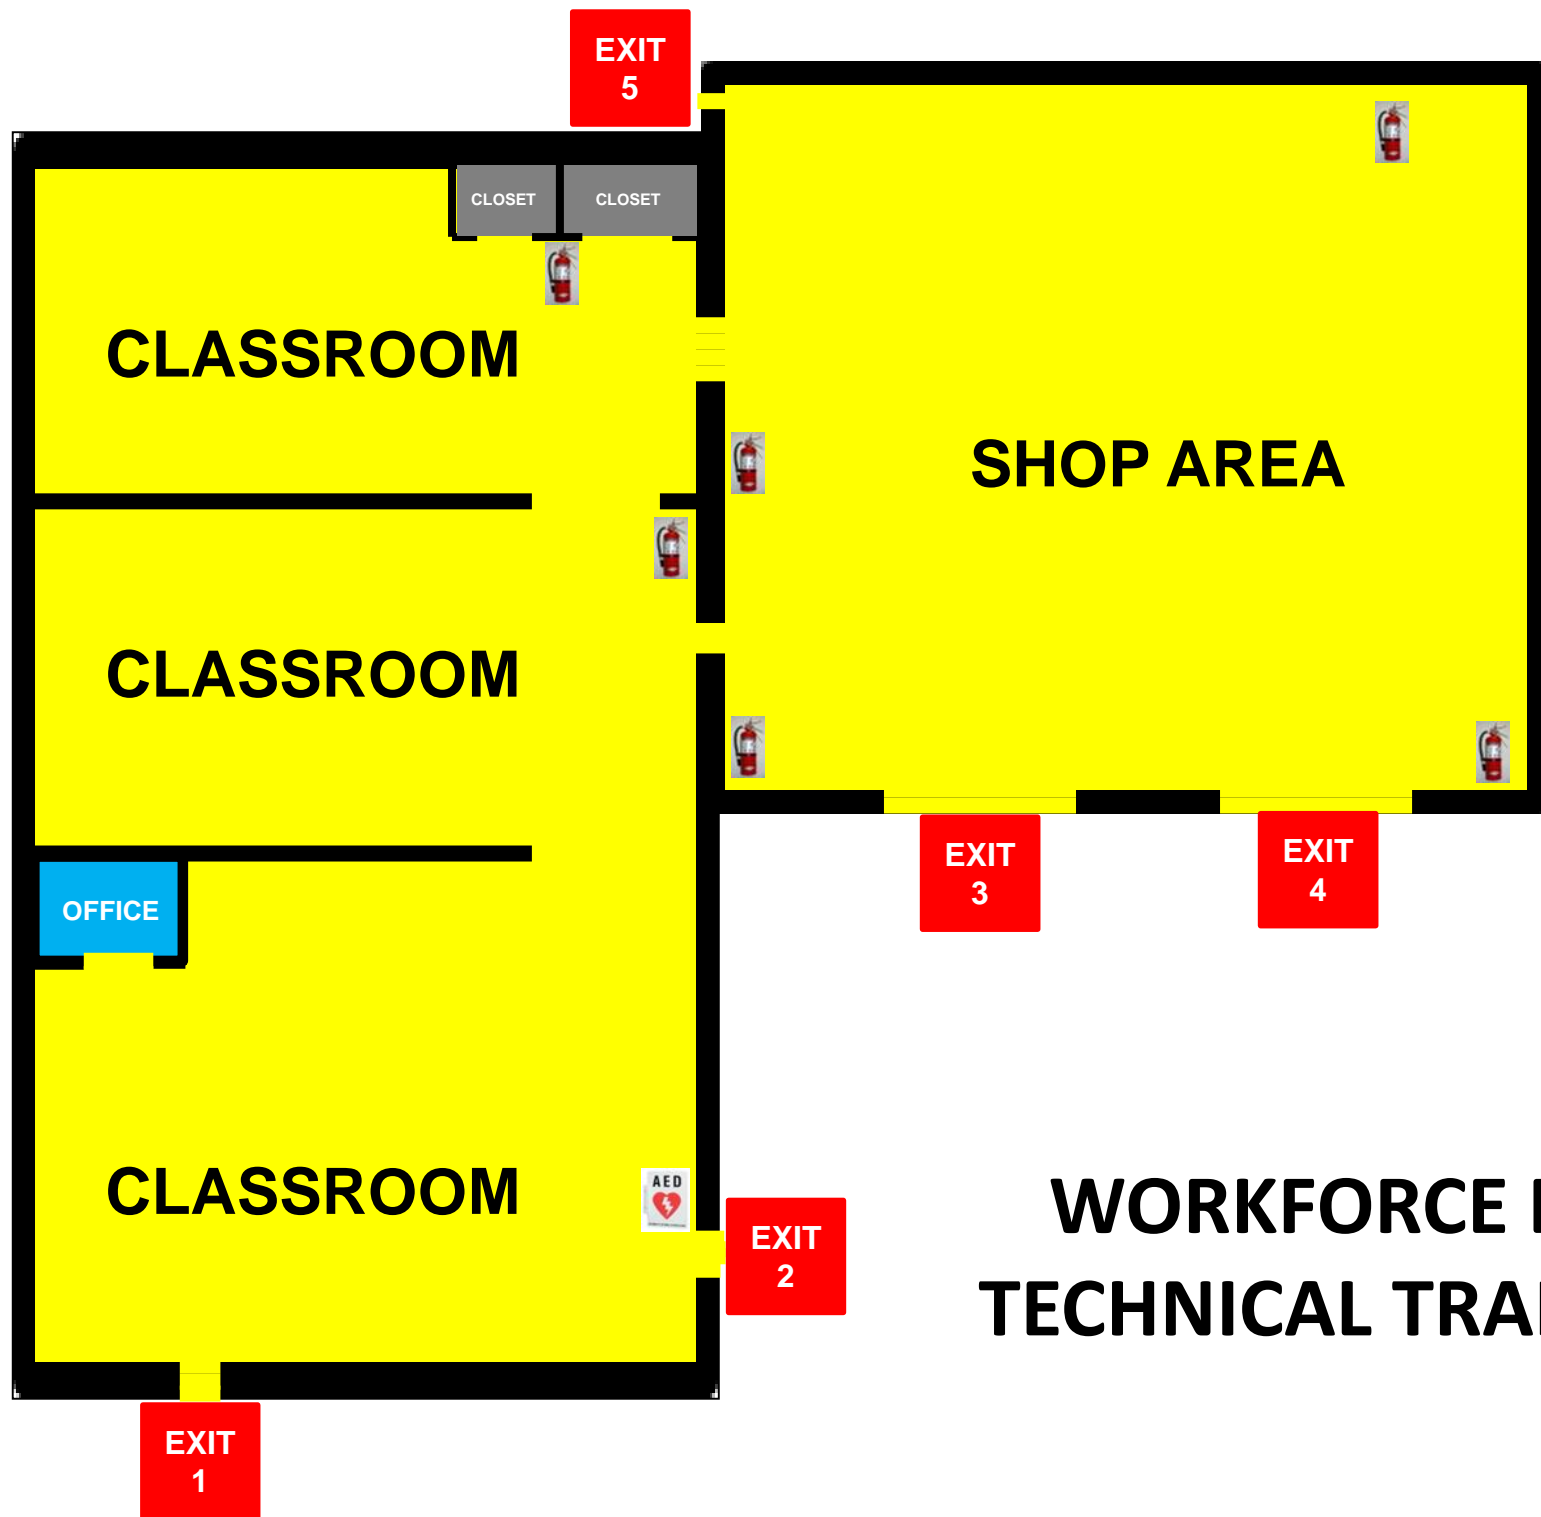 EXIT
5
CLOSET
CLOSET
CLASSROOM
SHOP AREA
CLASSROOM
EXIT
3
EXIT
4
OFFICE
CLASSROOM
AED
EXIT
2
WORKFORCE
TECHNICAL
EXIT
1